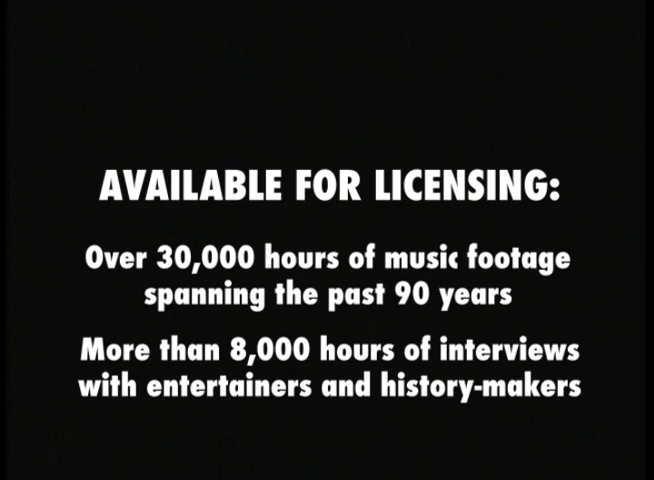 AVAILABLE FOR LICENSING:
Over 30,000 hours of music footage
spanning the past 90 years
More than 8,000 hours of interviews
with entertainers and history-makers